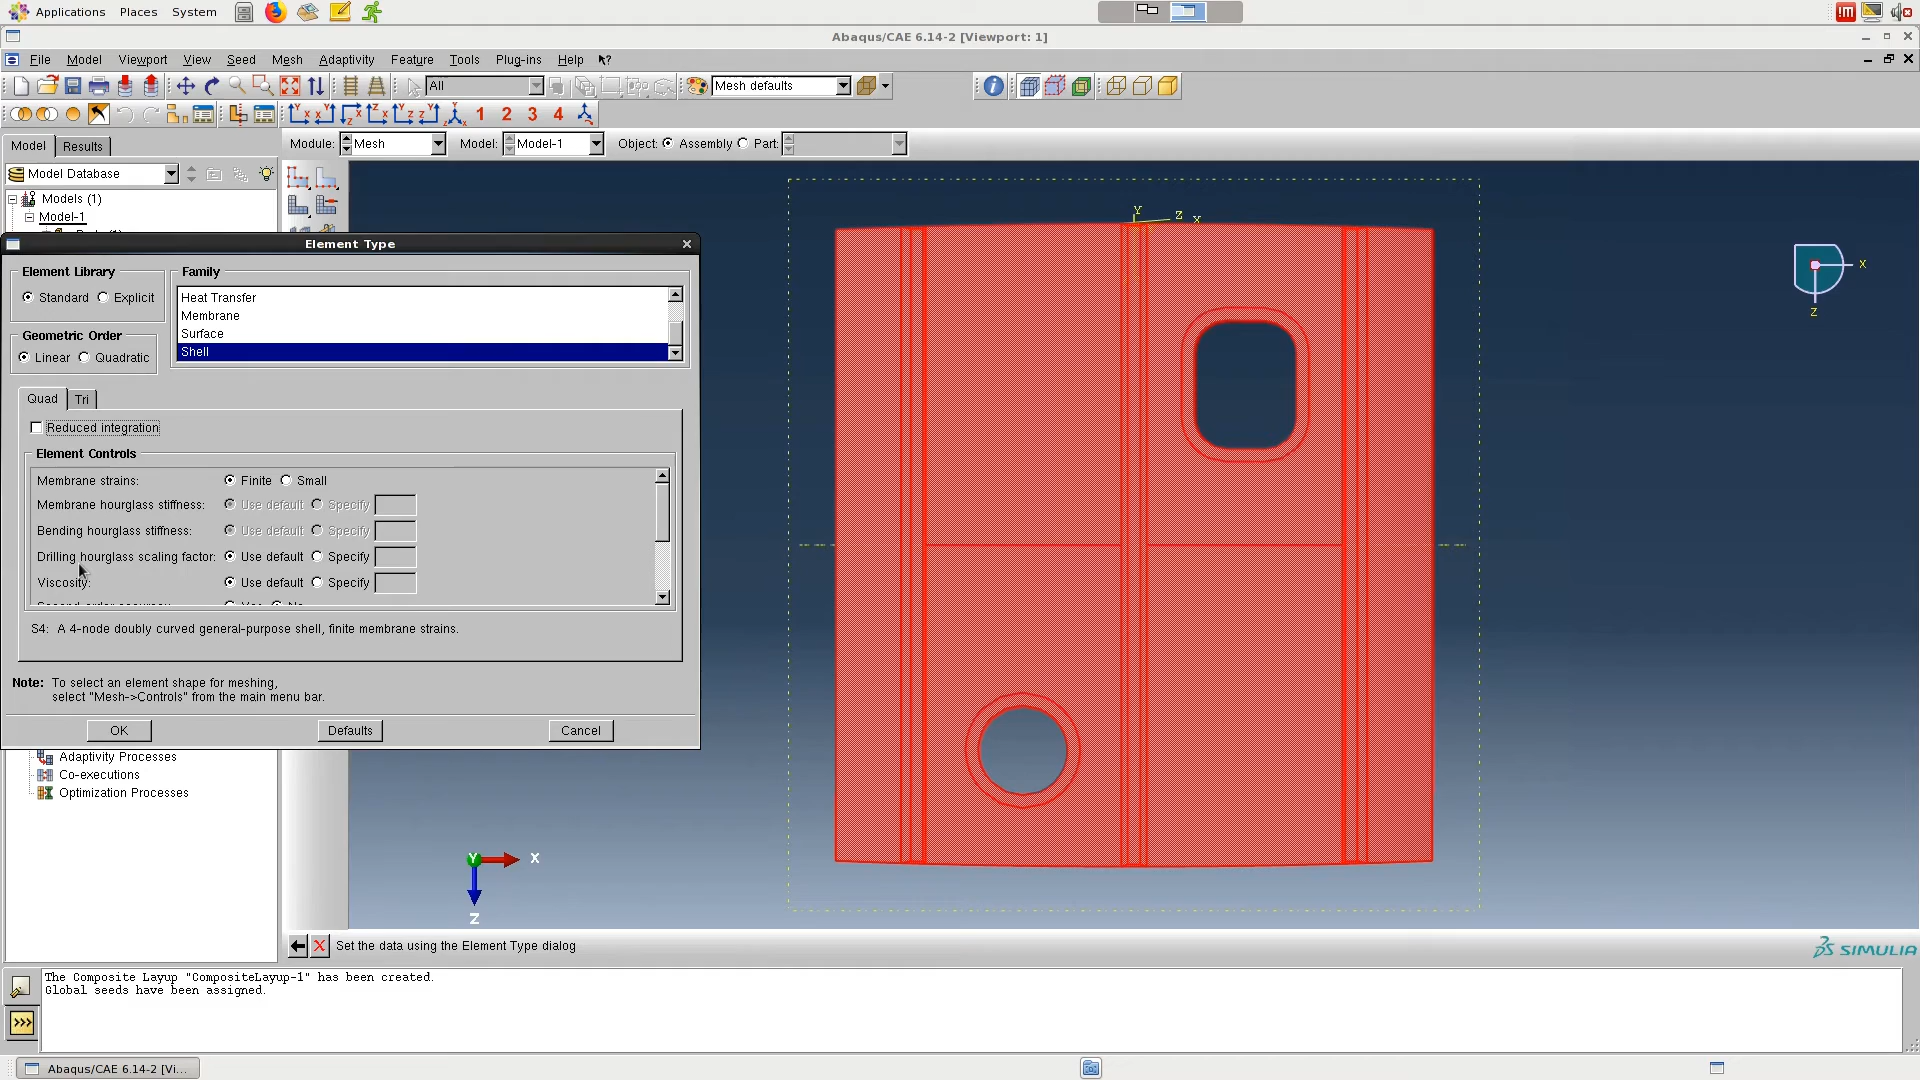 Applications Places System
Abaqus/CAE 6.14-2 [Viewport: 1]
File Model Viewport View Seed Mesh Adaptivity Feature Tools Plug-ins Help
All
Mesh defaults
1 2 3 4
Model Results
Module: Mesh Model: Model-1 Object: Assembly Part:
Model Database
Models (1)
Model-1
Element Type
Element Library
Standard Explicit
Family
Heat Transfer
Membrane
Surface
Shell
Geometric Order
Linear Quadratic
Quad Tri
Reduced integration
Element Controls
Membrane strains: Finite Small
Membrane hourglass stiffness: Use default Specify
Bending hourglass stiffness: Use default Specify
Drilling hourglass scaling factor: Use default Specify
Viscosity: Use default Specify
S4: A 4-node doubly curved general-purpose shell, finite membrane strains.
Note: To select an element shape for meshing,
select "Mesh->Controls" from the main menu bar.
OK Defaults Cancel
Adaptivity Processes
Co-executions
Optimization Processes
Y Z X
X
Z
Y X
Z
Set the data using the Element Type dialog
SIMULIA
The Composite Layup "CompositeLayup-1" has been created.
Global seeds have been assigned.
>>>
Abaqus/CAE 6.14-2 [Vi...